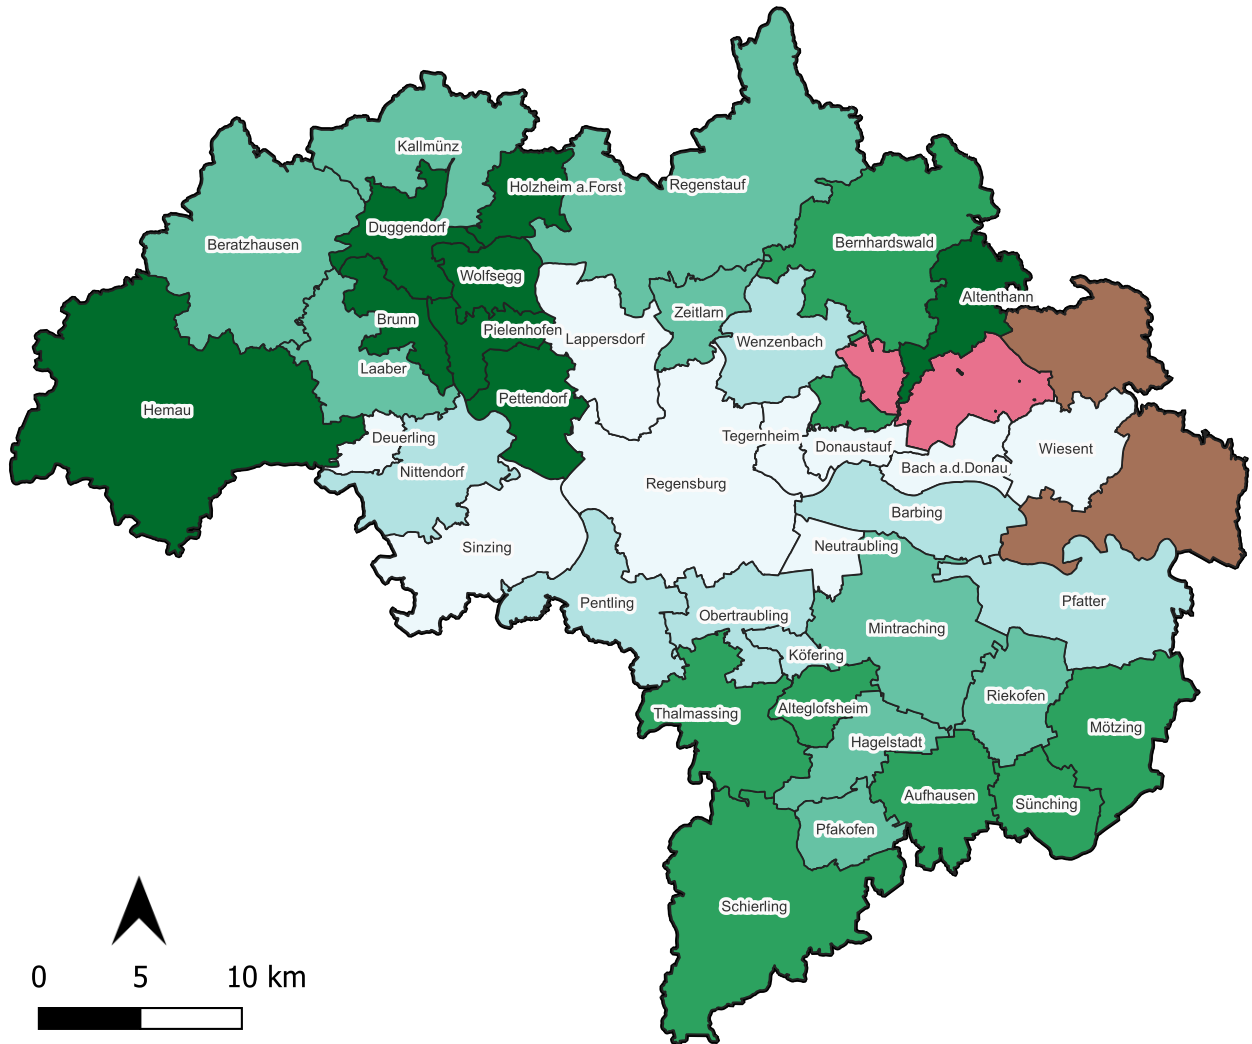 Kallmünz
Holzheim a.Forst
Regenstauf
Duggendorf
Beratzhausen
Bernhardswald
Wolfsegg
Altenthann
Zeitlarn
Brunn
Pielenhofen
Lappersdorf
Wenzenbach
Laaber
Pettendorf
Hemau
Deuerling
Tegernheim
Donaustauf
Wiesent
Nittendorf
Bach a.d.Donau
Regensburg
Barbing
Sinzing
Neutraubling
Pentling
Pfatter
Obertraubling
Mintraching
Köfering
Riekofen
Alteglofsheim
Thalmassing
Mötzing
Hagelstadt
Aufhausen
Sünching
Pfakofen
Schierling
0 5 10 km